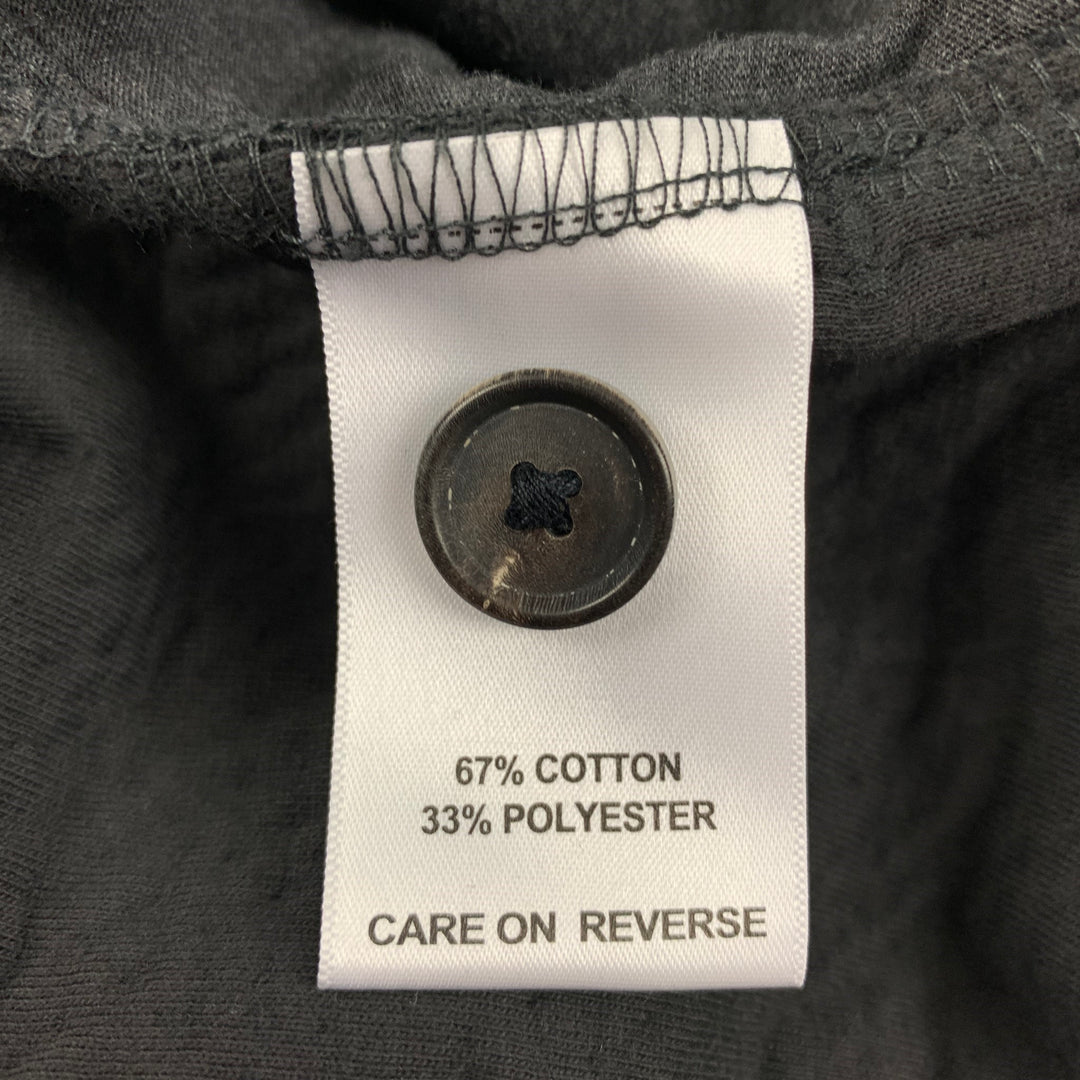 67% COTTON
33% POLYESTER
CARE ON REVERSE